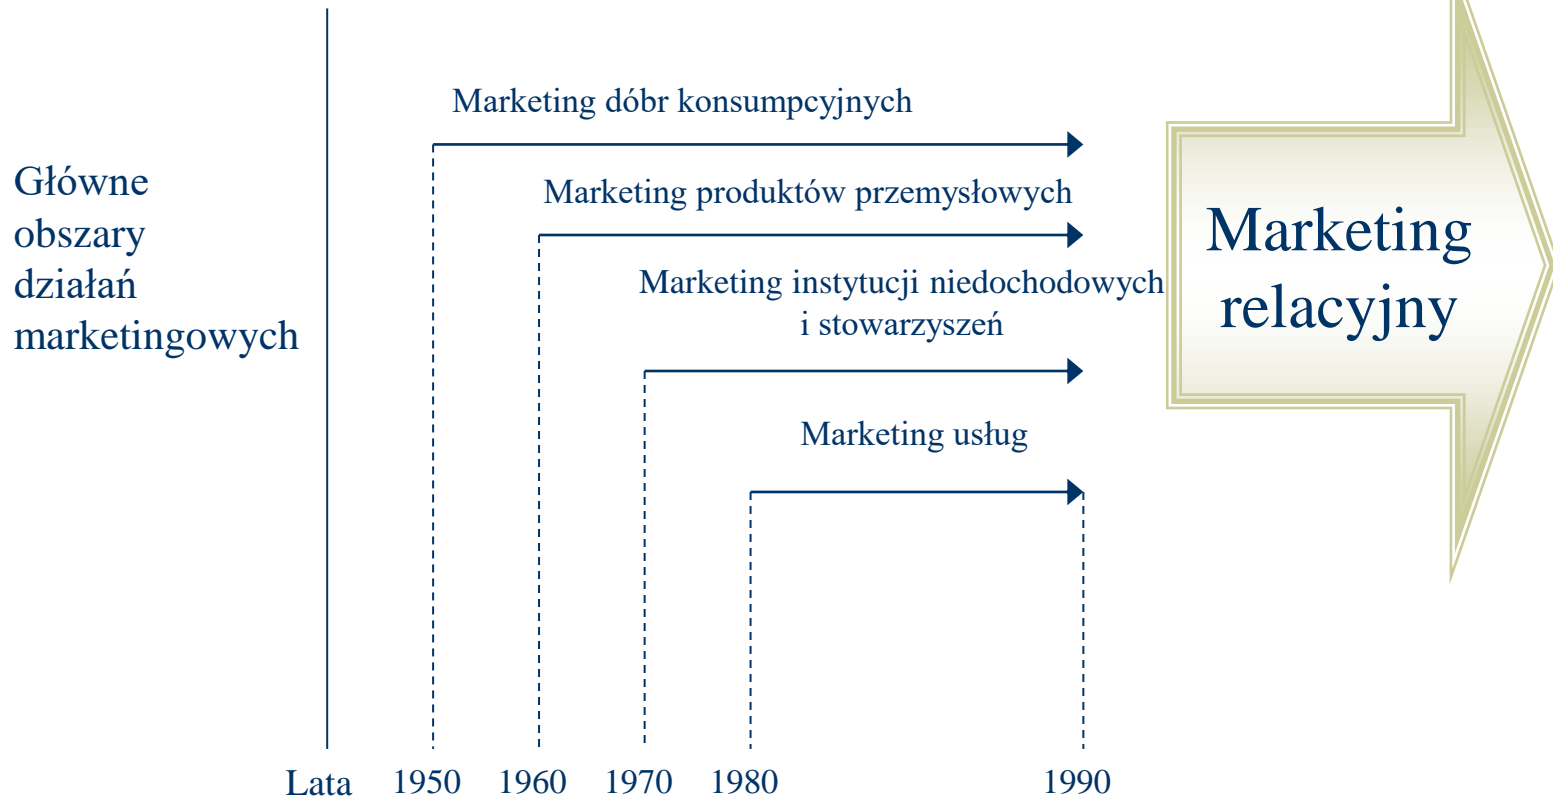 Główne
obszary
działań
marketingowych
Marketing dóbr konsumpcyjnych
Marketing produktów przemysłowych
Marketing instytucji niedochodowych
i stowarzyszeń
Marketing usług
Marketing
relacyjny
Lata 1950 1960 1970 1980 1990